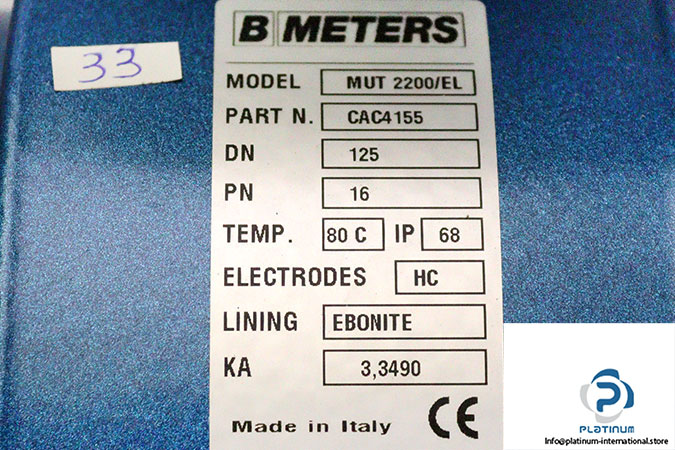 B METERS
33
MODEL MUT 2200/EL
PART N. CAC4155
DN 125
PN 16
TEMP. 80 C IP 68
ELECTRODES HC
LINING EBONITE
KA 3,3490
Made in Italy CE
PLATINUM
Info@platinum-international.store